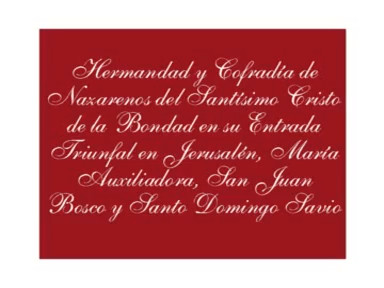 Hermandad y Cofradía de
Nazarenos del Santísimo Cristo
de la Bondad en su Entrada
Triunfal en Jerusalén, María
Auxiliadora, San Juan
Bosco y Santo Domingo Savio